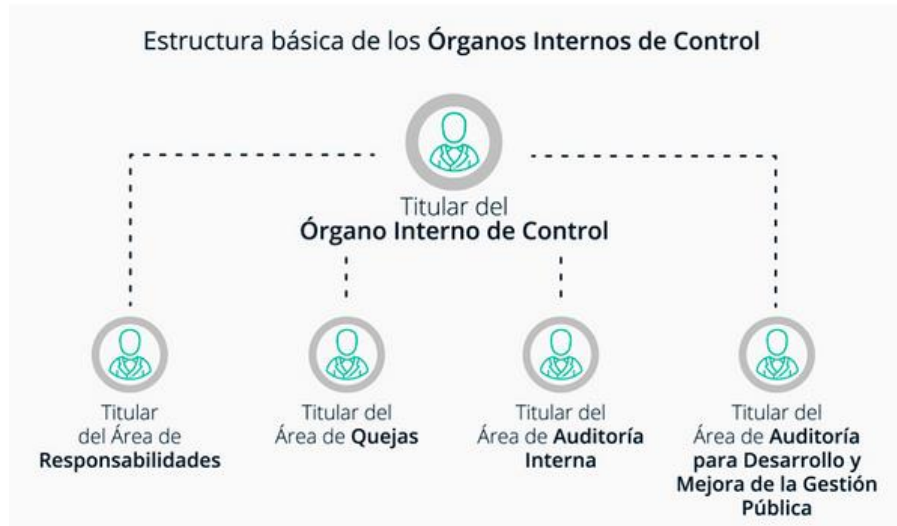 Estructura básica de los Órganos Internos de Control
Titular del
Órgano Interno de Control
Titular
del Área de
Responsabilidades
Titular del
Área de Quejas
Titular del
Área de Auditoría
Interna
Titular del
Área de Auditoría
para Desarrollo y
Mejora de la Gestión
Pública